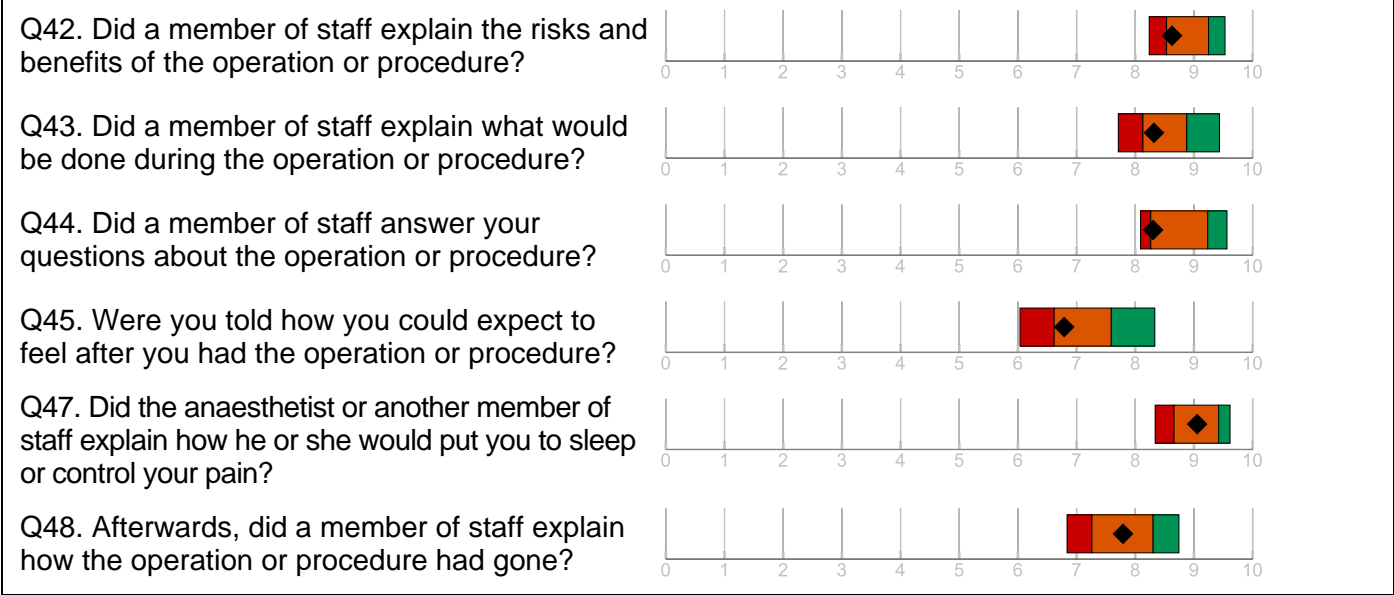 Q42. Did a member of staff explain the risks and
benefits of the operation or procedure?
0 1 2 3 4 5 6 7 8 9 10
Q43. Did a member of staff explain what would
be done during the operation or procedure?
0 1 2 3 4 5 6 7 8 9 10
Q44. Did a member of staff answer your
questions about the operation or procedure?
0 1 2 3 4 5 6 7 8 9 10
Q45. Were you told how you could expect to
feel after you had the operation or procedure?
0 1 2 3 4 5 6 7 8 9 10
Q47. Did the anaesthetist or another member of
staff explain how he or she would put you to sleep
or control your pain?
0 1 2 3 4 5 6 7 8 9 10
Q48. Afterwards, did a member of staff explain
how the operation or procedure had gone?
0 1 2 3 4 5 6 7 8 9 10